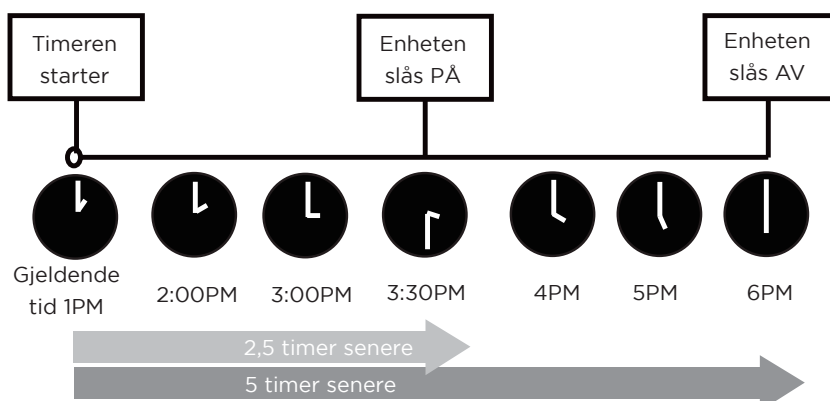 Timeren
starter
Enheten
slås PÅ
Enheten
slås AV
Gjeldende
tid 1PM
2:00PM
3:00PM
3:30PM
4PM
5PM
6PM
2,5 timer senere
5 timer senere